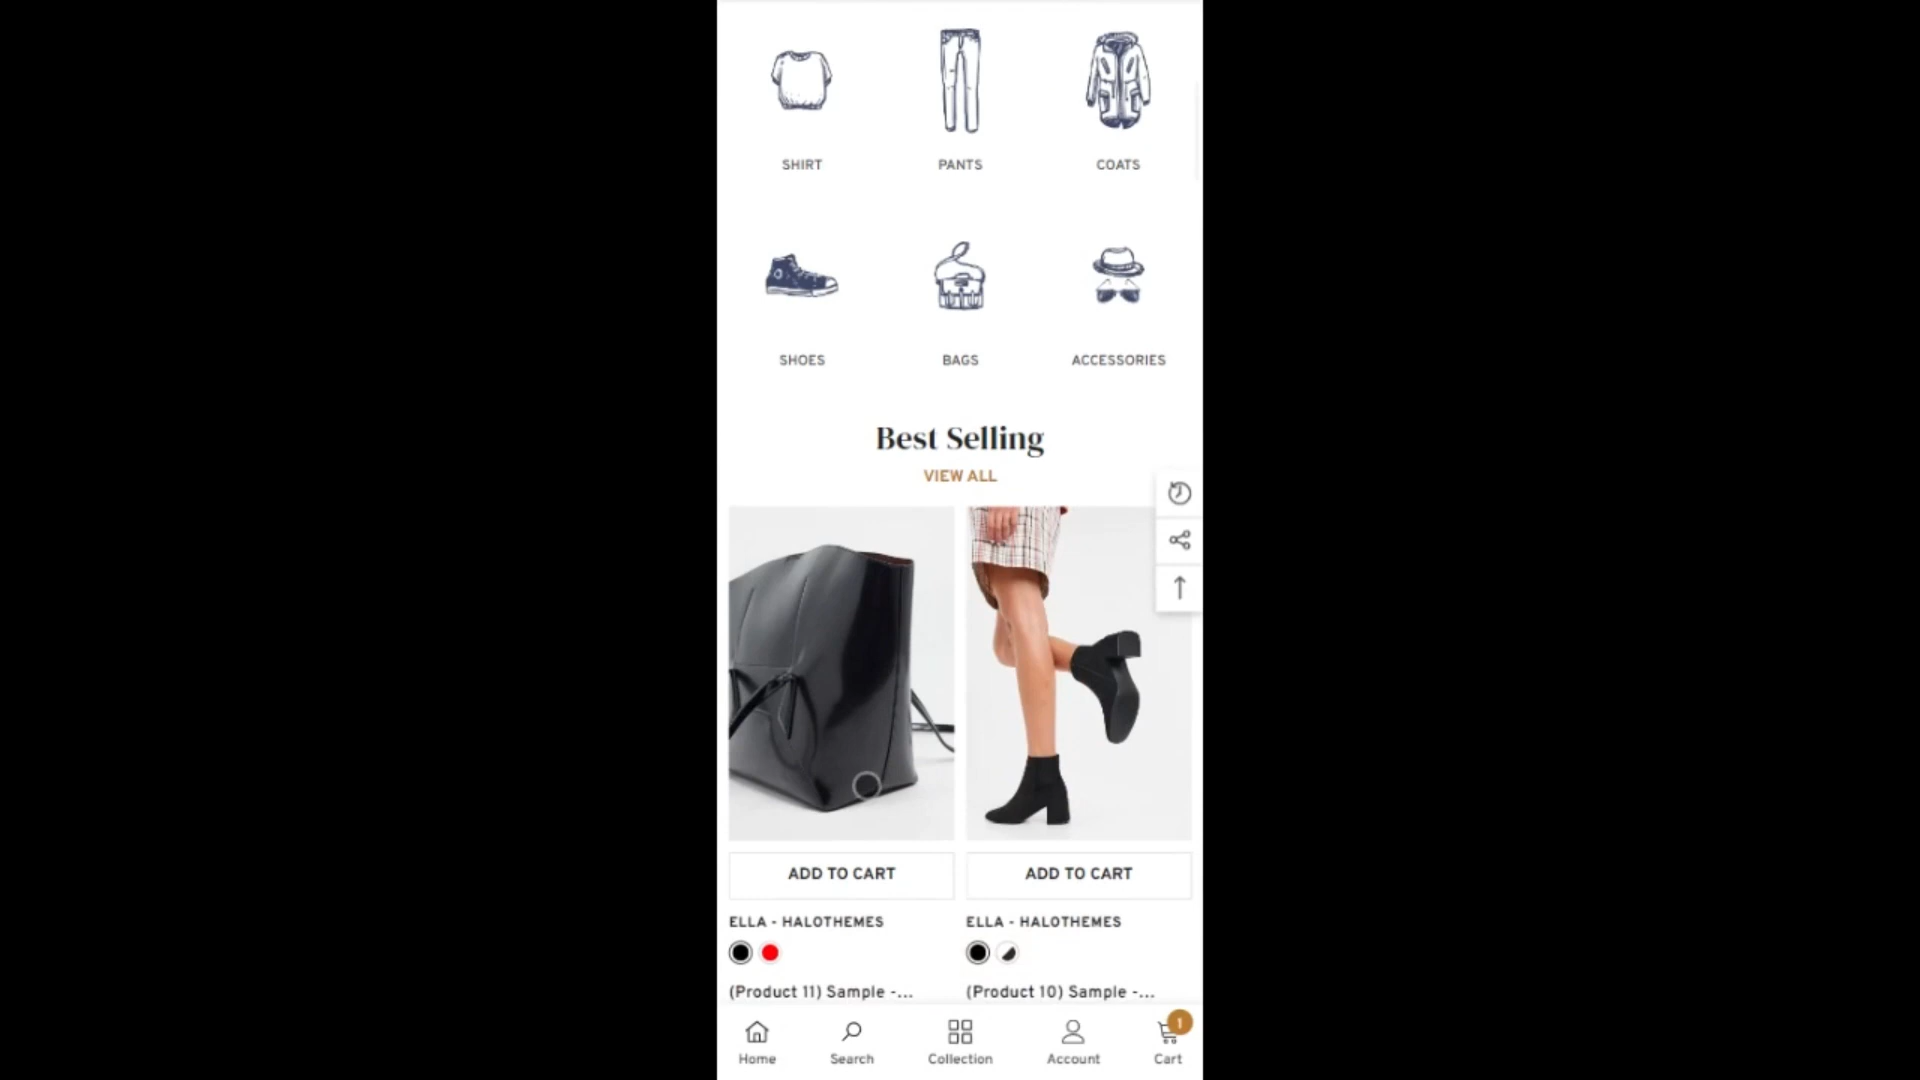 SHIRT PANTS COATS
SHOES BAGS ACCESSORIES
Best Selling
VIEW ALL
ADD TO CART ADD TO CART
ELLA - HALOTHEMES ELLA - HALOTHEMES
(Product 11) Sample -... (Product 10) Sample -...
1
Home Search Collection Account Cart